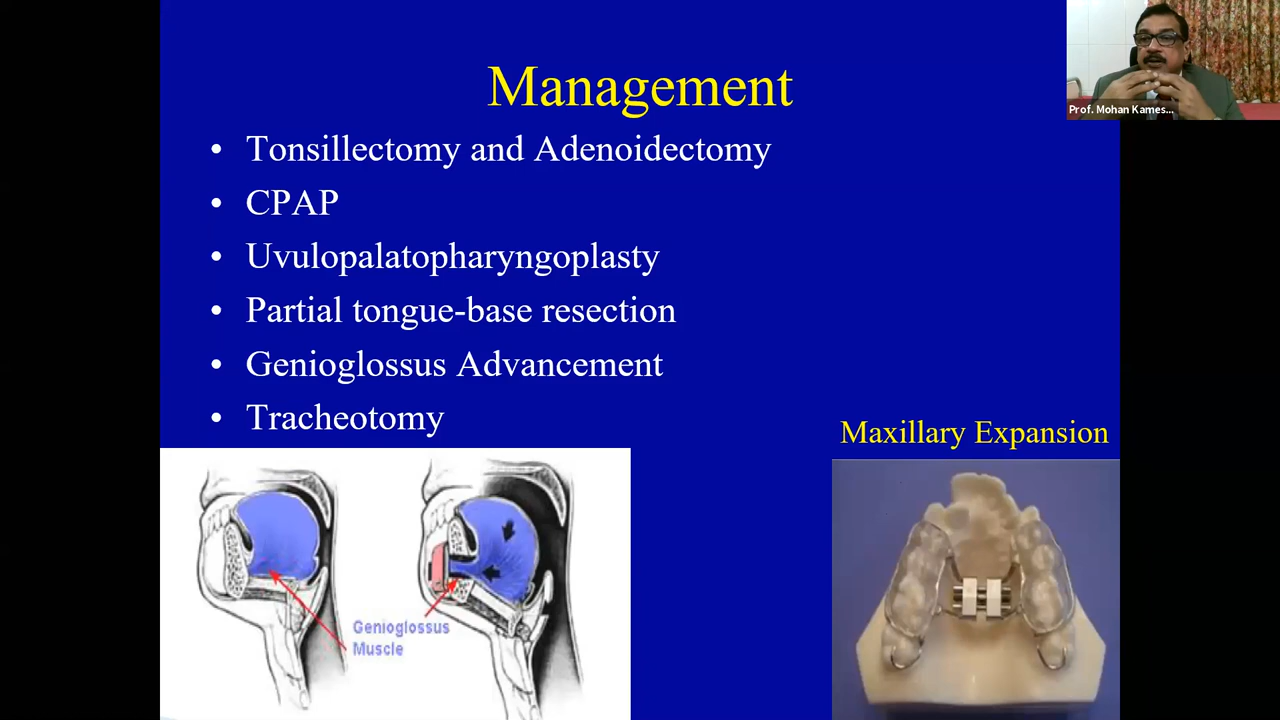 Management
• Tonsillectomy and Adenoidectomy
• CPAP
• Uvulopalatopharyngoplasty
• Partial tongue-base resection
• Genioglossus Advancement
• Tracheotomy
Maxillary Expansion
Genioglossus
Muscle
Prof. Mohan Kames...